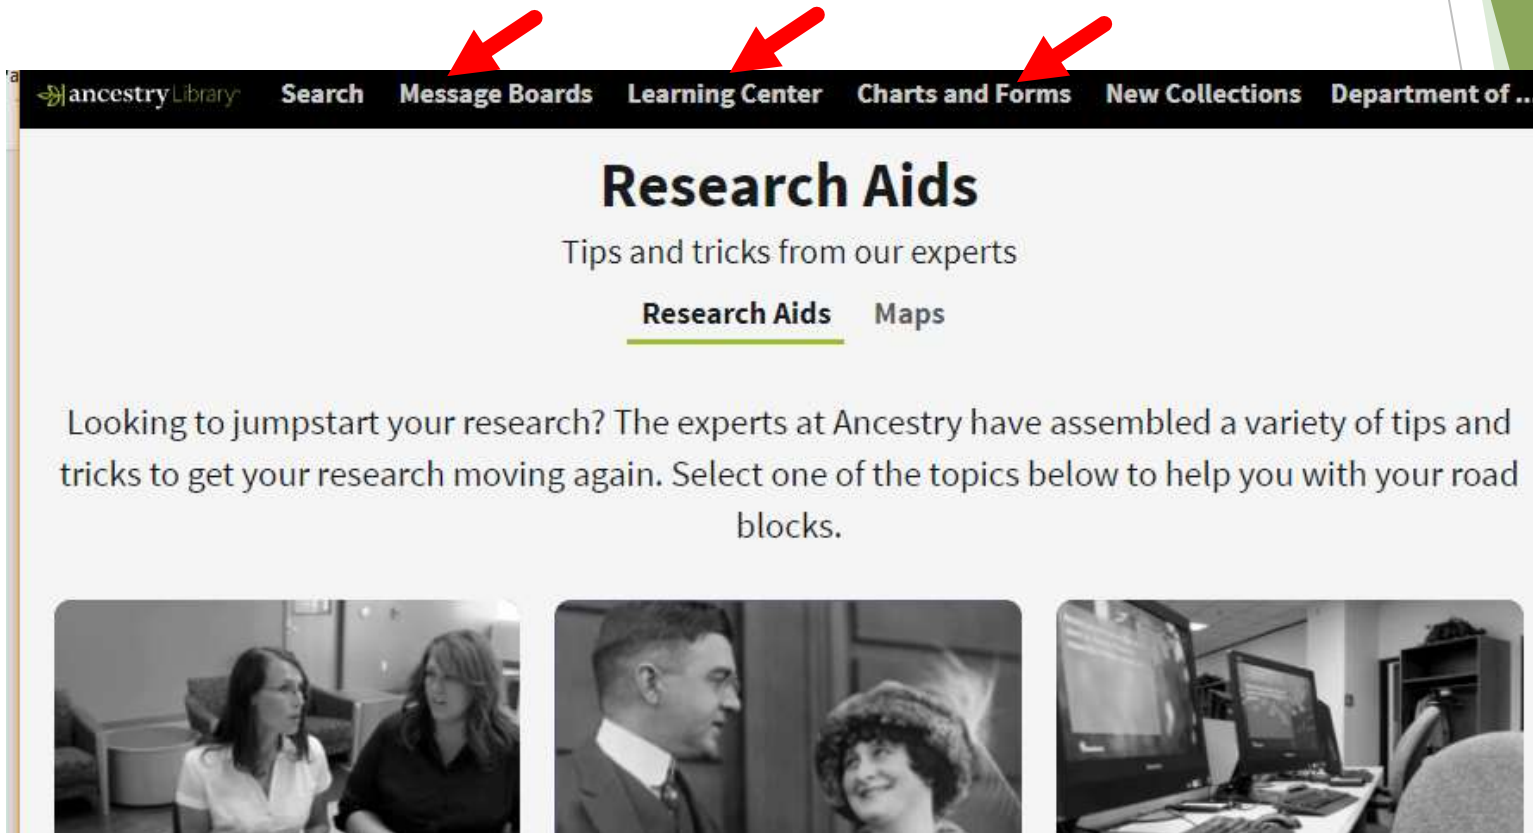 ancestryLibrary Search Message Boards Learning Center Charts and Forms New Collections Department of ...
Research Aids
Tips and tricks from our experts
Research Aids Maps
Looking to jumpstart your research? The experts at Ancestry have assembled a variety of tips and
tricks to get your research moving again. Select one of the topics below to help you with your road
blocks.